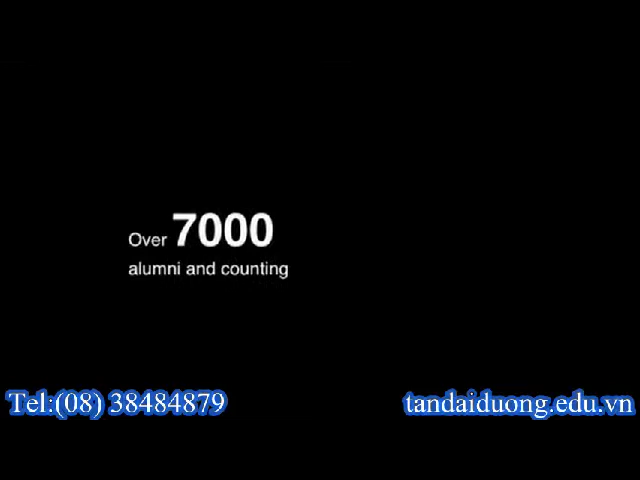 Over 7000
alumni and counting
Tel:(08) 38484879
tandaiduong.edu.vn